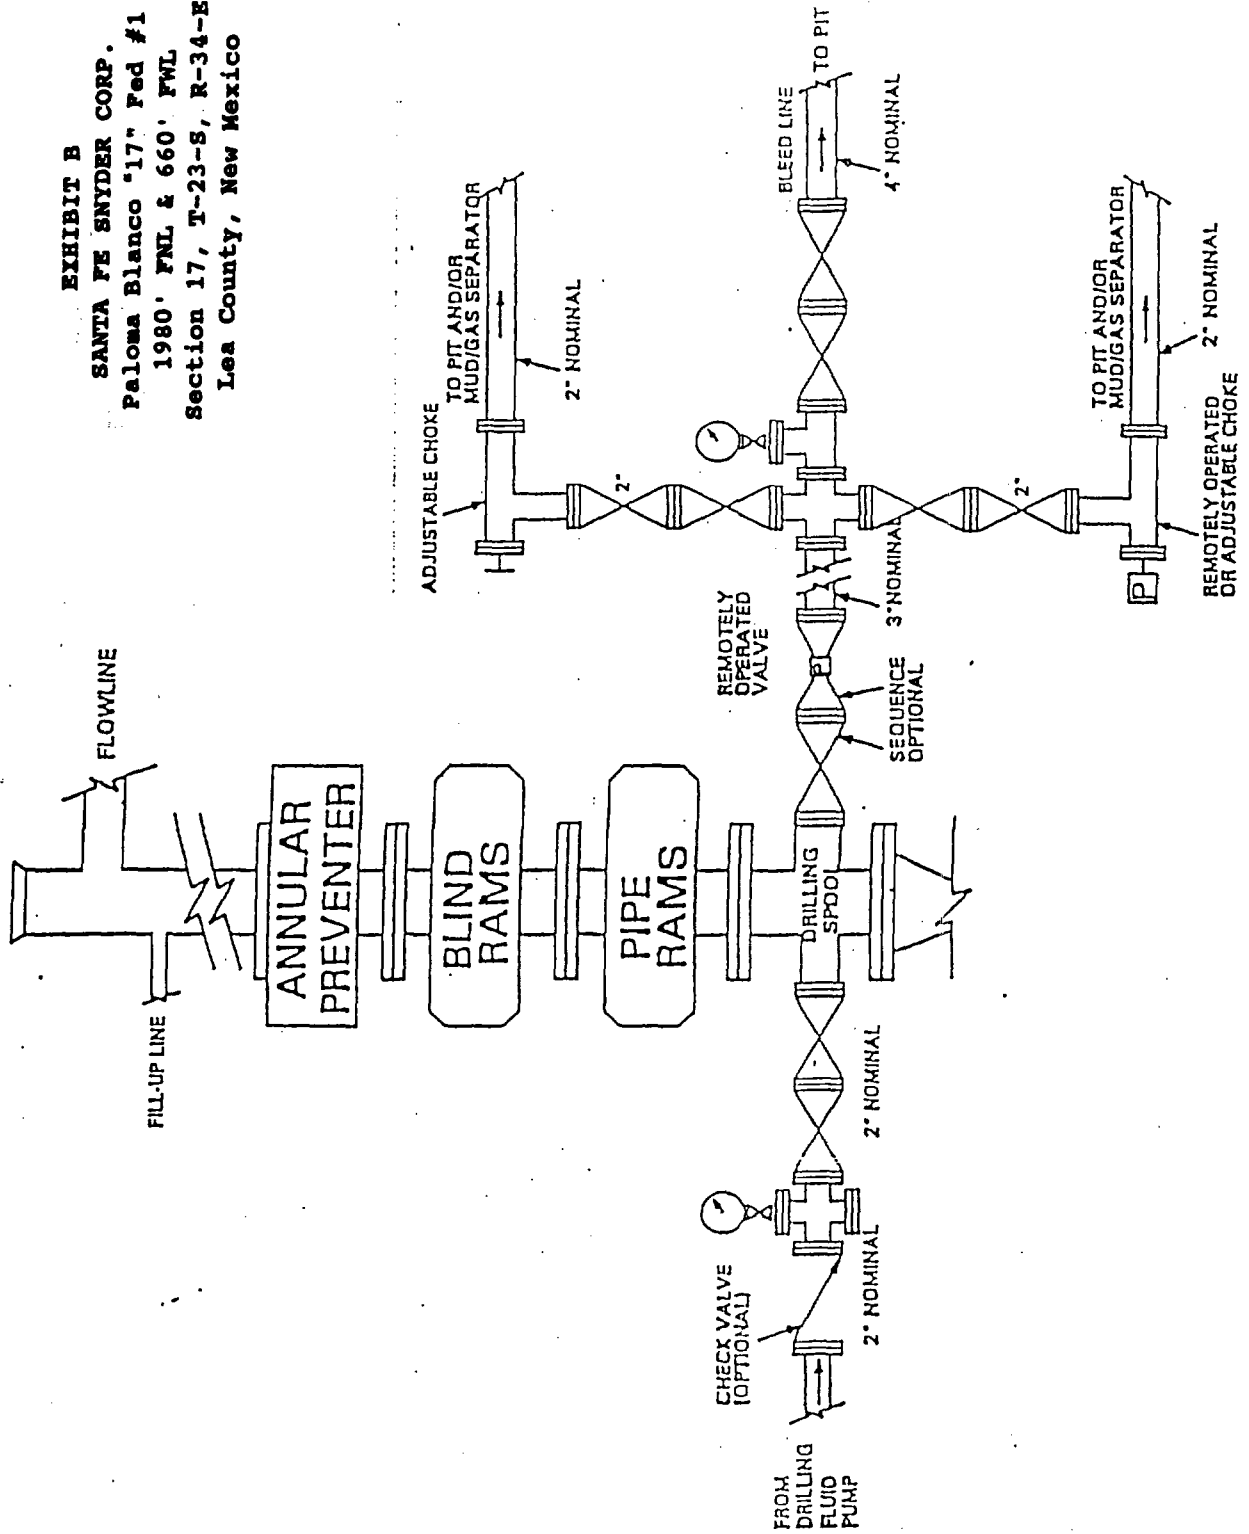 EXHIBIT B
SANTA FE SNYDER CORP.
Paloma Blanco "17" Fed #1
1980' FNL & 660' FWL
Section 17, T-23-S, R-34-E
Lea County, New Mexico
FLOWLINE
FILL-UP LINE
ANNULAR
PREVENTER
BLIND
RAMS
PIPE
RAMS
DRILLING
SPOOL
ADJUSTABLE CHOKE
TO PIT AND/OR
MUD/GAS SEPARATOR
2" NOMINAL
2"
BLEED LINE
TO PIT
4" NOMINAL
REMOTELY
OPERATED
VALVE
P
SEQUENCE
OPTIONAL
3" NOMINAL
2"
TO PIT AND/OR
MUD/GAS SEPARATOR
2" NOMINAL
P
REMOTELY OPERATED
OR ADJUSTABLE CHOKE
2" NOMINAL
CHECK VALVE
(OPTIONAL)
2" NOMINAL
FROM
DRILLING
FLUID
PUMP